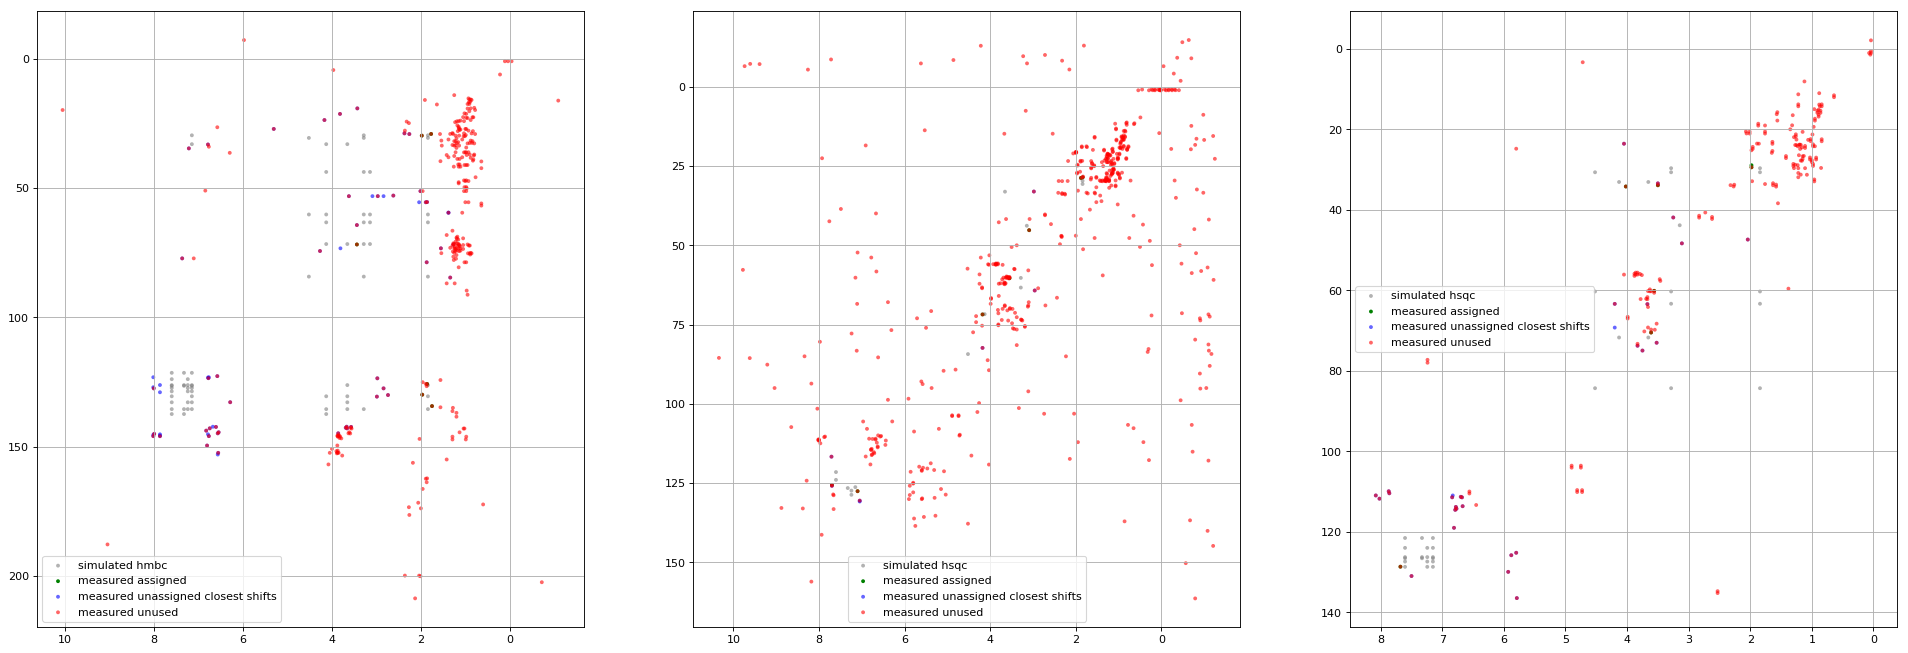 0
50
100
150
200
10 8 6 4 2 0
simulated hmbc
measured assigned
measured unassigned closest shifts
measured unused
0
25
50
75
100
125
150
10 8 6 4 2 0
simulated hsqc
measured assigned
measured unassigned closest shifts
measured unused
0
20
40
60
80
100
120
140
8 7 6 5 4 3 2 1 0
simulated hsqc
measured assigned
measured unassigned closest shifts
measured unused